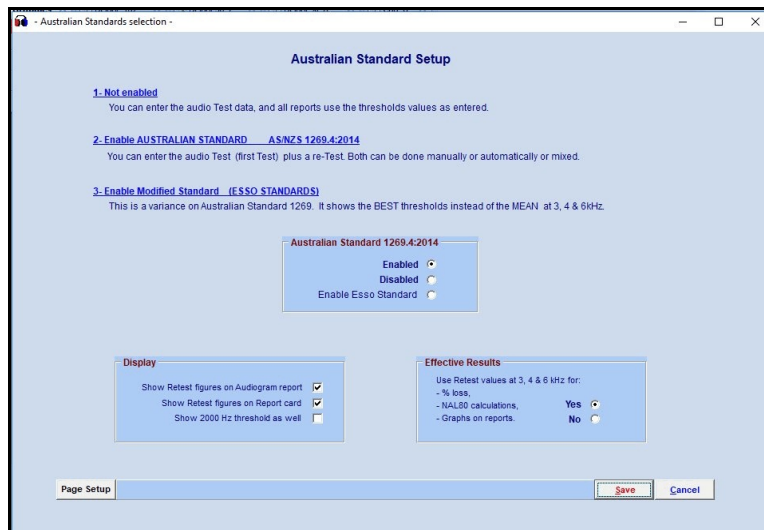 - Australian Standards selection -
Australian Standard Setup
1- Not enabled
You can enter the audio Test data, and all reports use the thresholds values as entered.
2- Enable AUSTRALIAN STANDARD AS/NZS 1269.4:2014
You can enter the audio Test (first Test) plus a re-Test. Both can be done manually or automatically or mixed.
3- Enable Modified Standard (ESSO STANDARDS)
This is a variance on Australian Standard 1269. It shows the BEST thresholds instead of the MEAN at 3, 4 & 6kHz.
Australian Standard 1269.4:2014
Enabled
Disabled
Enable Esso Standard
Display
Show Retest figures on Audiogram report
Show Retest figures on Report card
Show 2000 Hz threshold as well
Effective Results
Use Retest values at 3, 4 & 6 kHz for:
- % loss,
- NAL80 calculations, Yes
- Graphs on reports. No
Page Setup
Save
Cancel